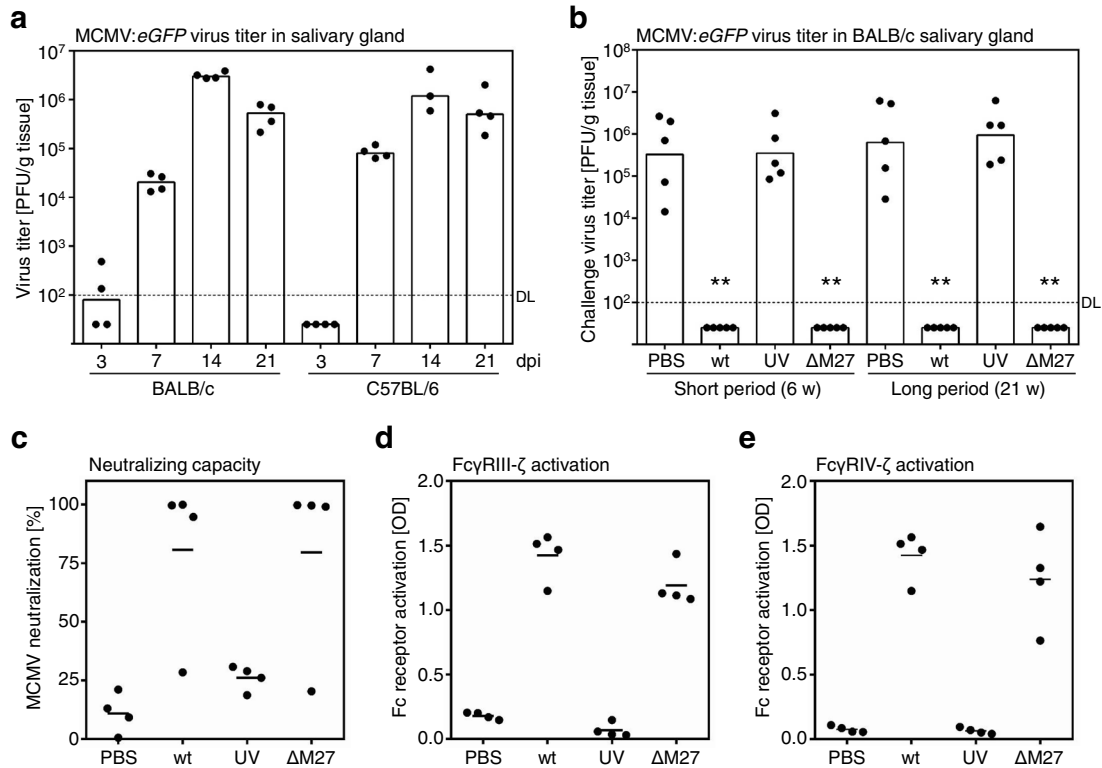 a
MCMV:eGFP virus titer in salivary gland
Virus titer [PFU/g tissue]
10⁷
10⁶
10⁵
10⁴
10³
10²
DL
3 7 14 21 3 7 14 21 dpi
BALB/c C57BL/6
b
MCMV:eGFP virus titer in BALB/c salivary gland
Challenge virus titer [PFU/g tissue]
10⁸
10⁷
10⁶
10⁵
10⁴
10³
10²
** ** ** **
DL
PBS wt UV ΔM27 PBS wt UV ΔM27
Short period (6 w) Long period (21 w)
c
Neutralizing capacity
MCMV neutralization [%]
100
75
50
25
0
PBS wt UV ΔM27
d
FcγRIII-ζ activation
Fc receptor activation [OD]
2.0
1.5
1.0
0.5
0.0
PBS wt UV ΔM27
e
FcγRIV-ζ activation
Fc receptor activation [OD]
2.0
1.5
1.0
0.5
0.0
PBS wt UV ΔM27